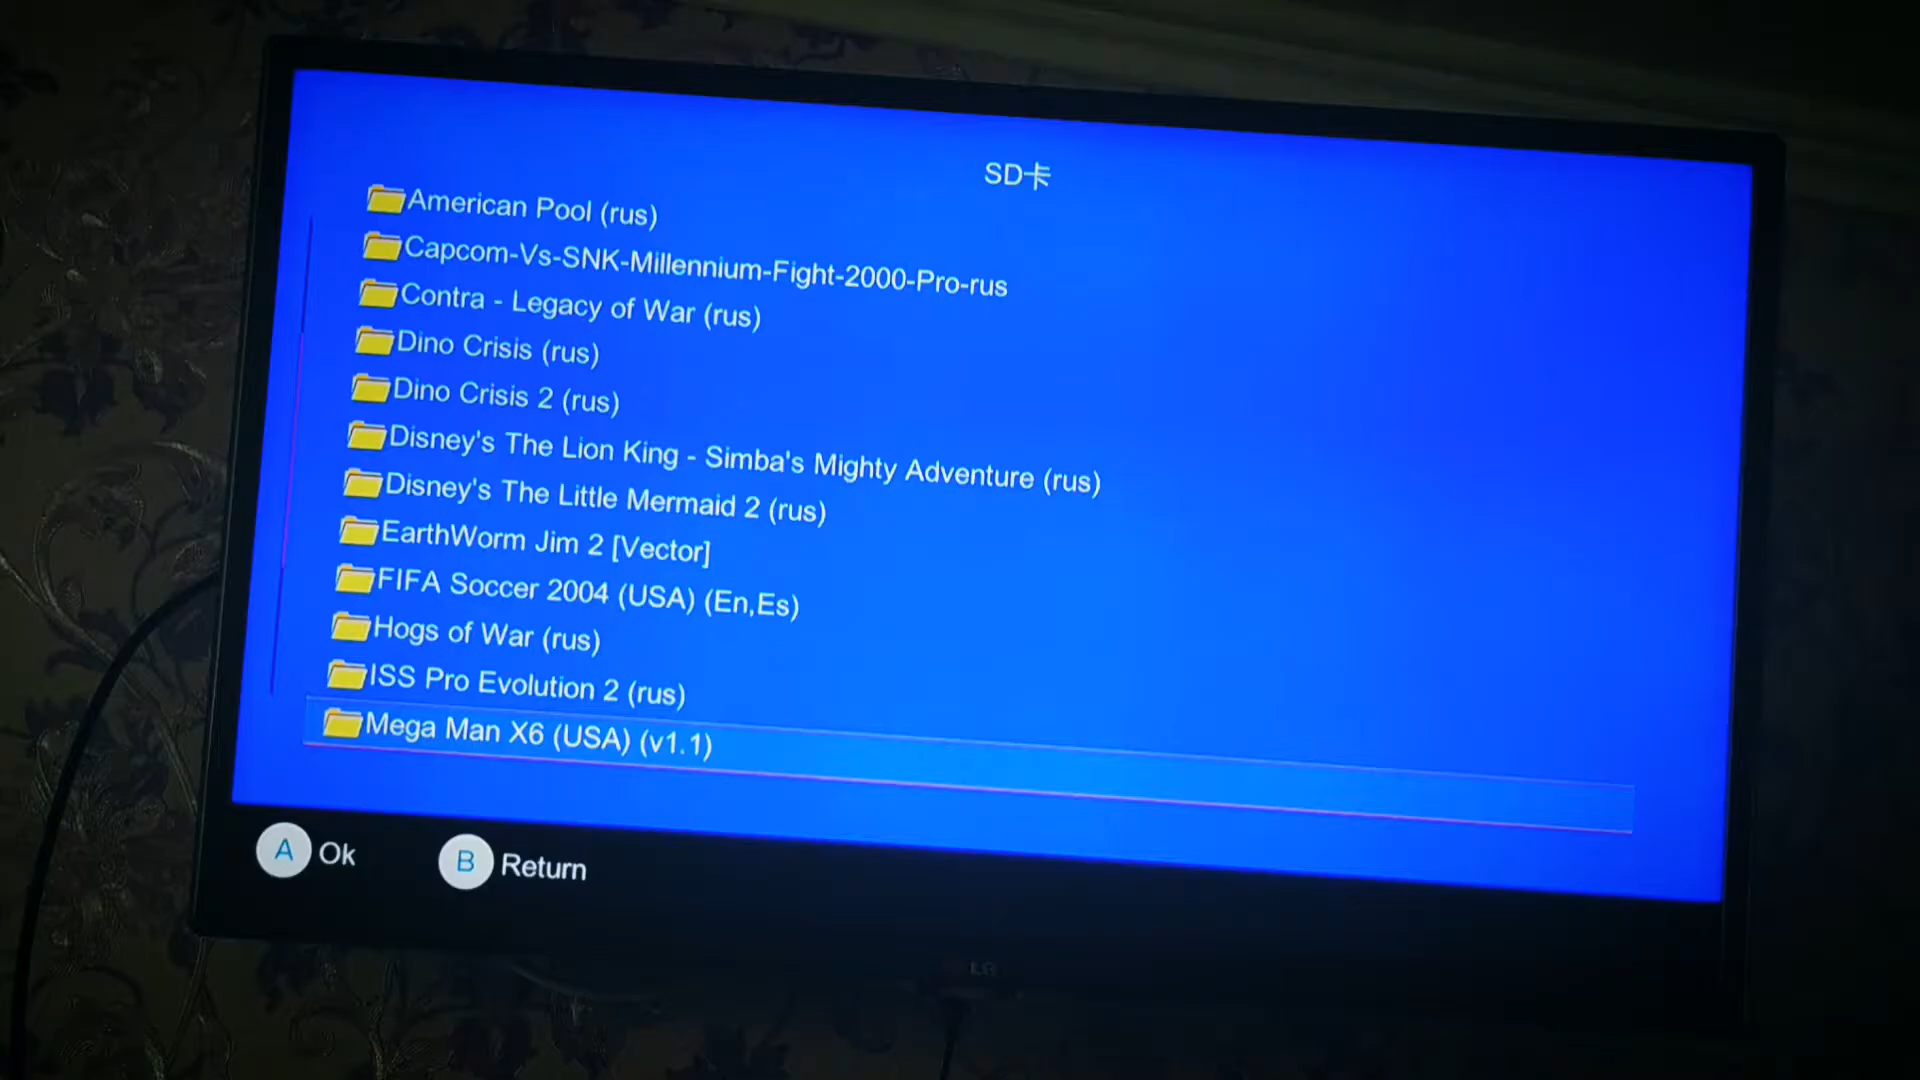 SD卡
American Pool (rus)
Capcom-Vs-SNK-Millennium-Fight-2000-Pro-rus
Contra - Legacy of War (rus)
Dino Crisis (rus)
Dino Crisis 2 (rus)
Disney's The Lion King - Simba's Mighty Adventure (rus)
Disney's The Little Mermaid 2 (rus)
EarthWorm Jim 2 [Vector]
FIFA Soccer 2004 (USA) (En,Es)
Hogs of War (rus)
ISS Pro Evolution 2 (rus)
Mega Man X6 (USA) (v1.1)
A Ok B Return
LG